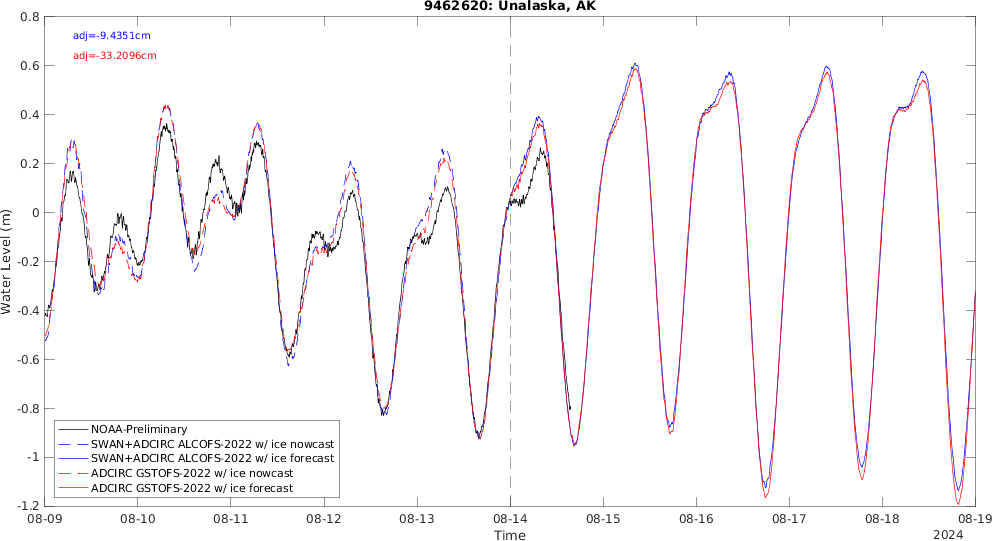 9462620: Unalaska, AK
adj=-9.4351cm
adj=-33.2096cm
Water Level (m)
0.8
0.6
0.4
0.2
0
-0.2
-0.4
-0.6
-0.8
-1
-1.2
NOAA-Preliminary
SWAN+ADCIRC ALCOFS-2022 w/ ice nowcast
SWAN+ADCIRC ALCOFS-2022 w/ ice forecast
ADCIRC GSTOFS-2022 w/ ice nowcast
ADCIRC GSTOFS-2022 w/ ice forecast
08-09 08-10 08-11 08-12 08-13 08-14 08-15 08-16 08-17 08-18 08-19
Time
2024